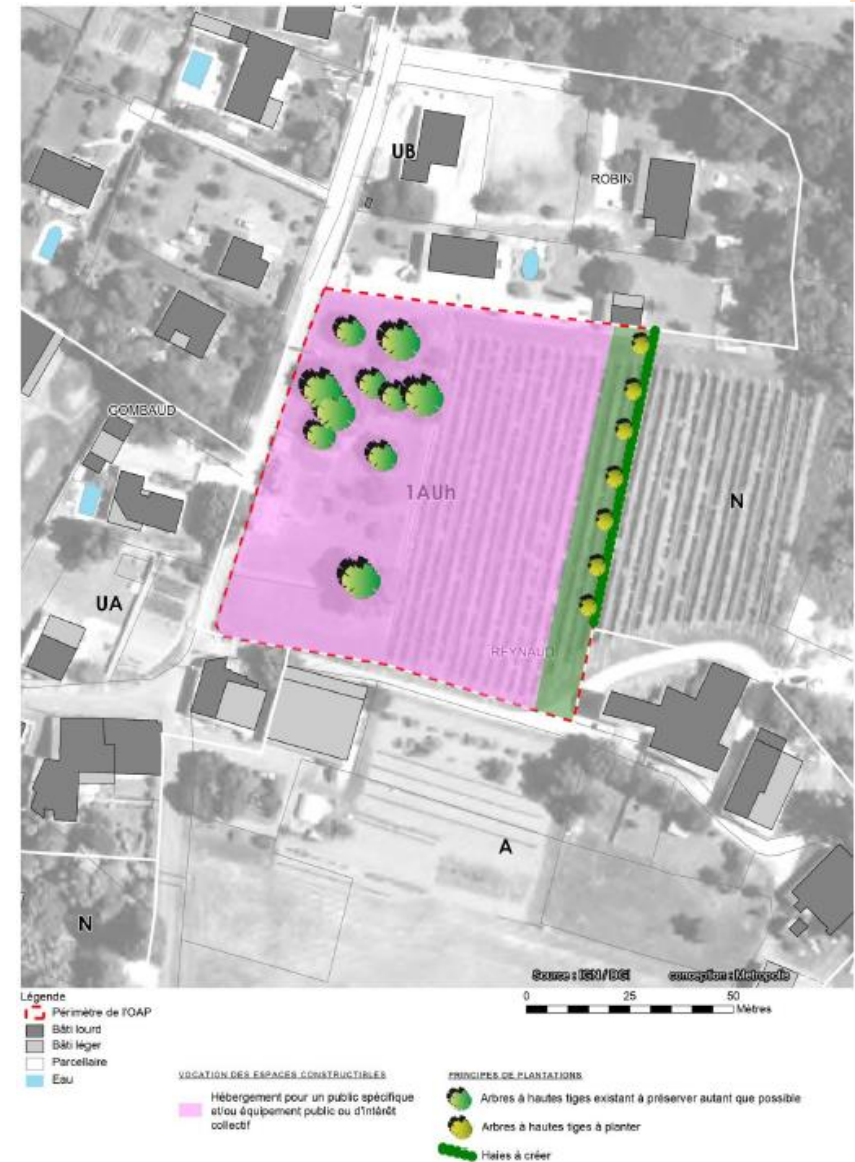 UB
ROBIN
GOMBAUD
1AUh
N
UA
REYNAUD
A
N
Source : IGN / DGI
conception : Metropolis
Légende
Périmètre de l'OAP
Bâti lourd
Bâti léger
Parcellaire
Eau
0 25 50
Mètres
VOCATION DES ESPACES CONSTRUCTIBLES
Hébergement pour un public spécifique
et/ou équipement public ou d'intérêt
collectif
PRINCIPES DE PLANTATIONS
Arbres à hautes tiges existant à préserver autant que possible
Arbres à hautes tiges à planter
Haies à créer